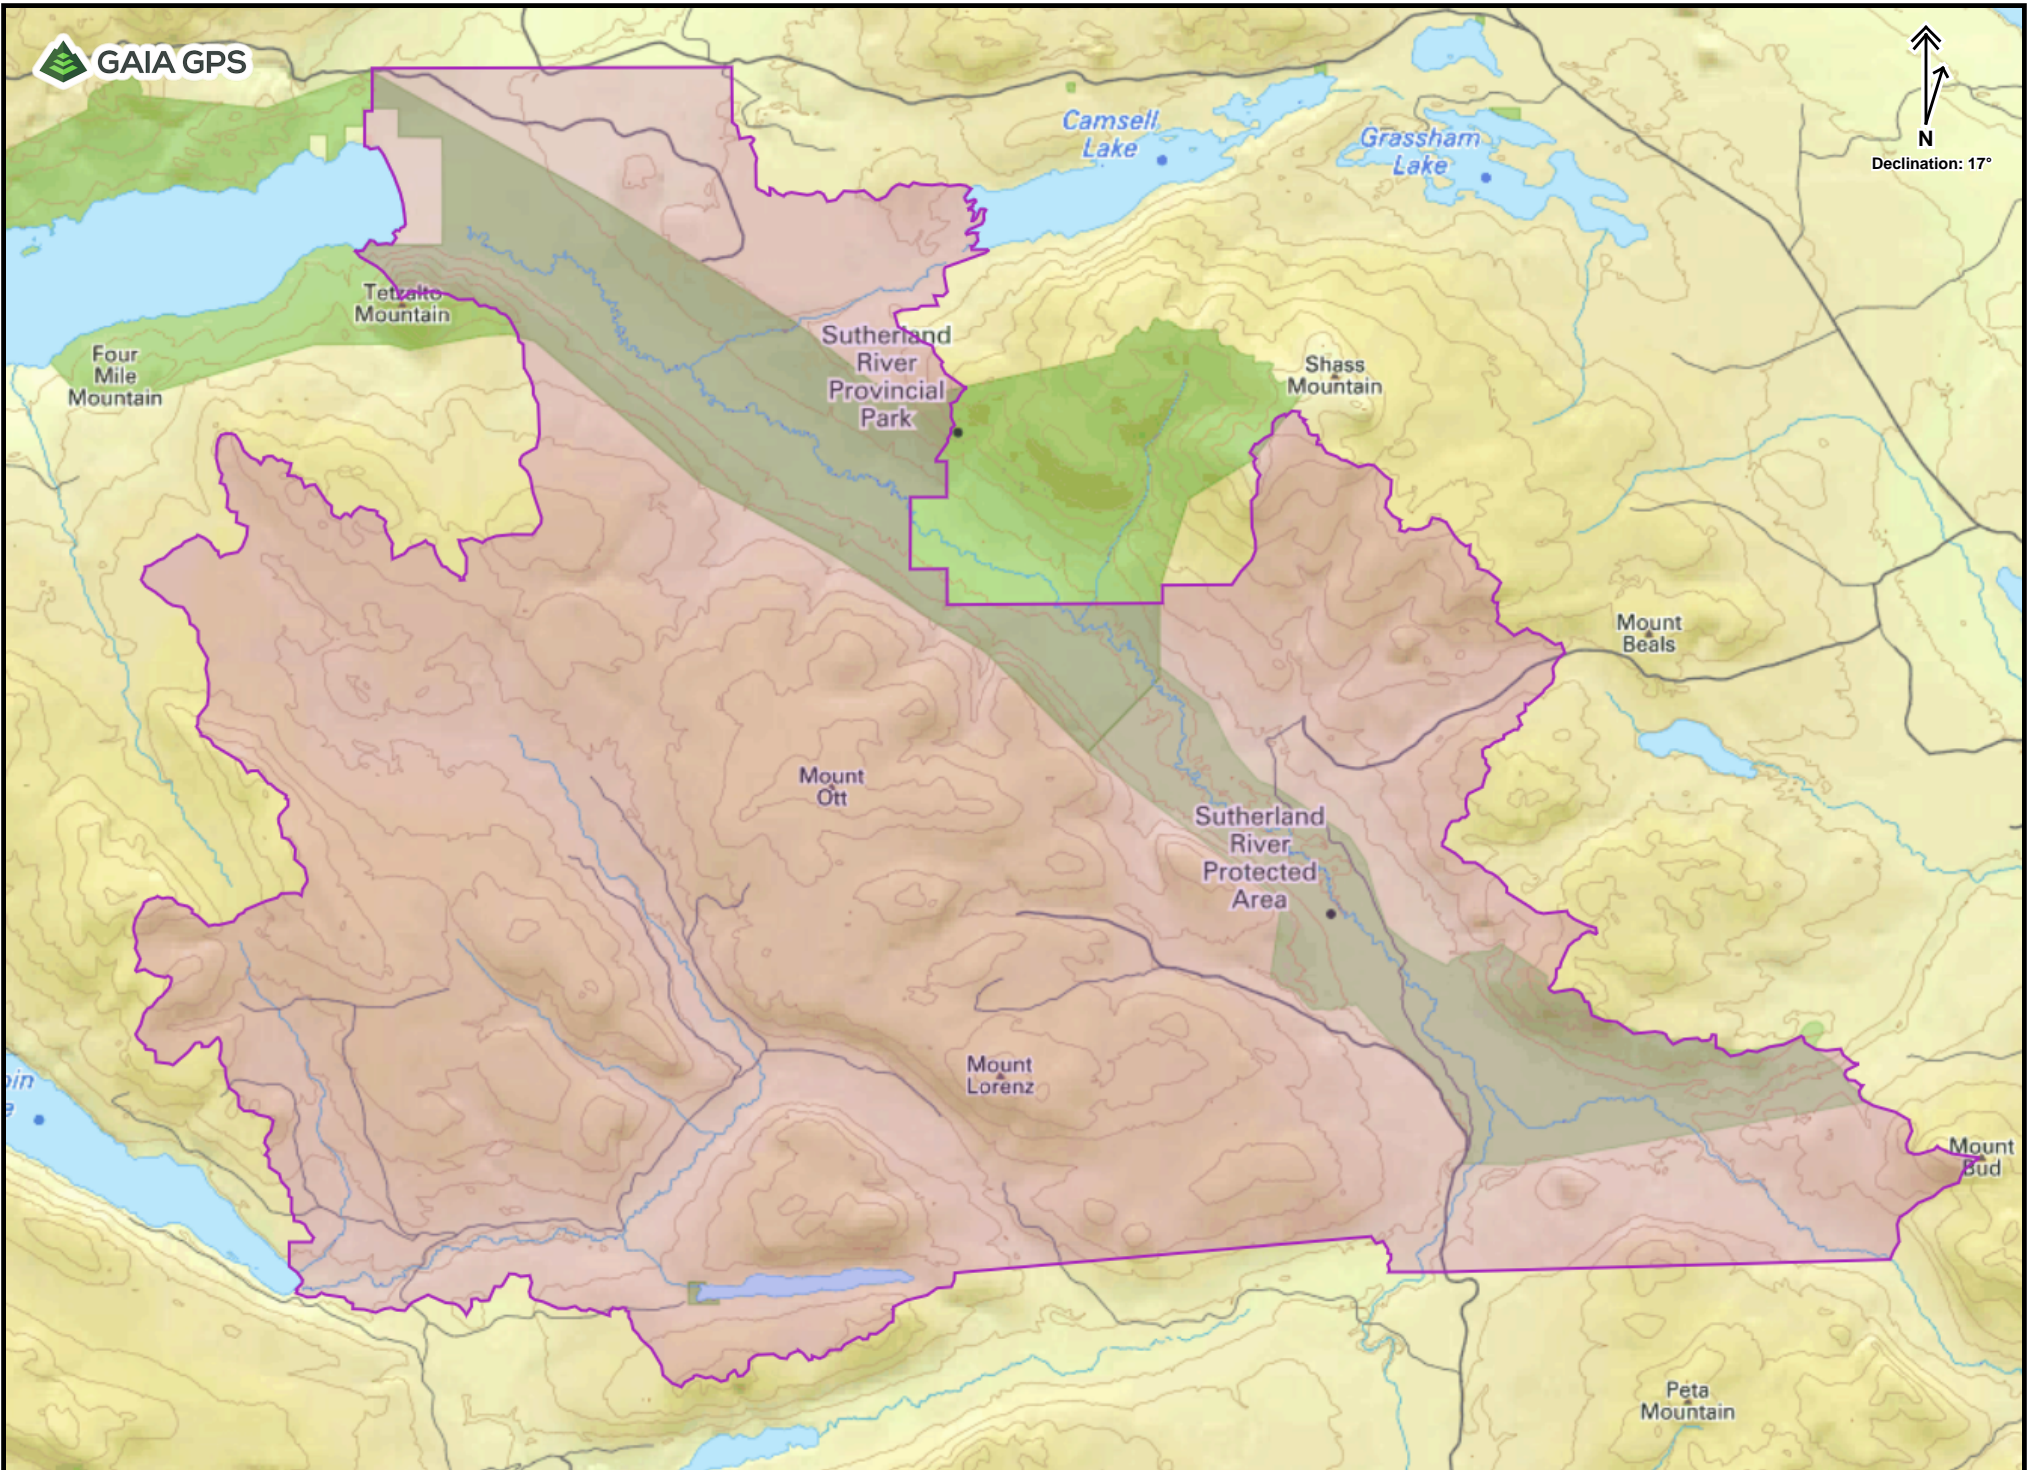 GAIA GPS
N
Declination: 17°
Camsell
Lake
Grassham
Lake
Tetzalto
Mountain
Sutherland
River
Provincial
Park
Four
Mile
Mountain
Shass
Mountain
Mount
Beals
Mount
Ott
Sutherland
River
Protected
Area
Mount
Lorenz
Mount
Bud
Peta
Mountain